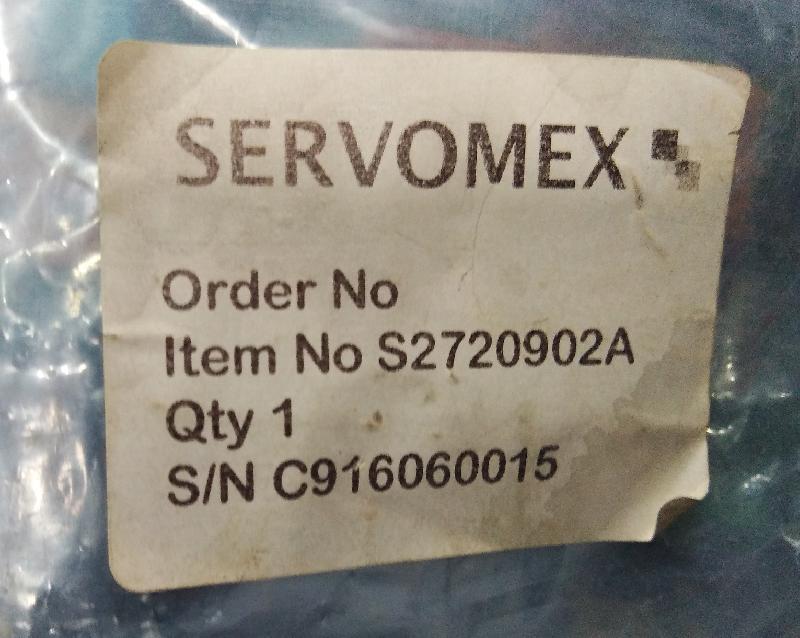 SERVOMEX
Order No
Item No S2720902A
Qty 1
S/N C916060015